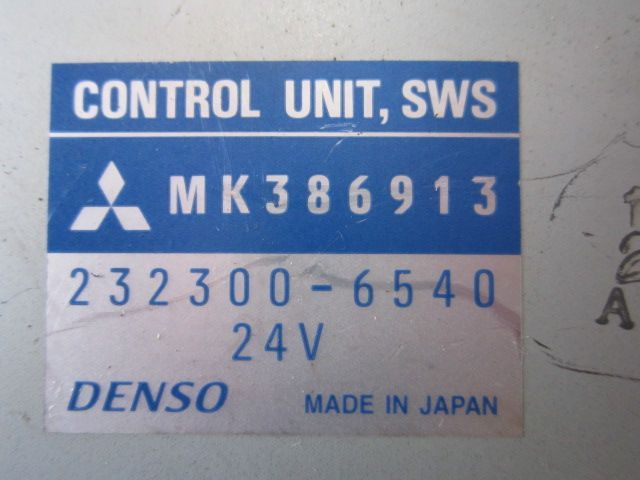 CONTROL UNIT, SWS
MK386913
232300-6540
24V
DENSO MADE IN JAPAN
A